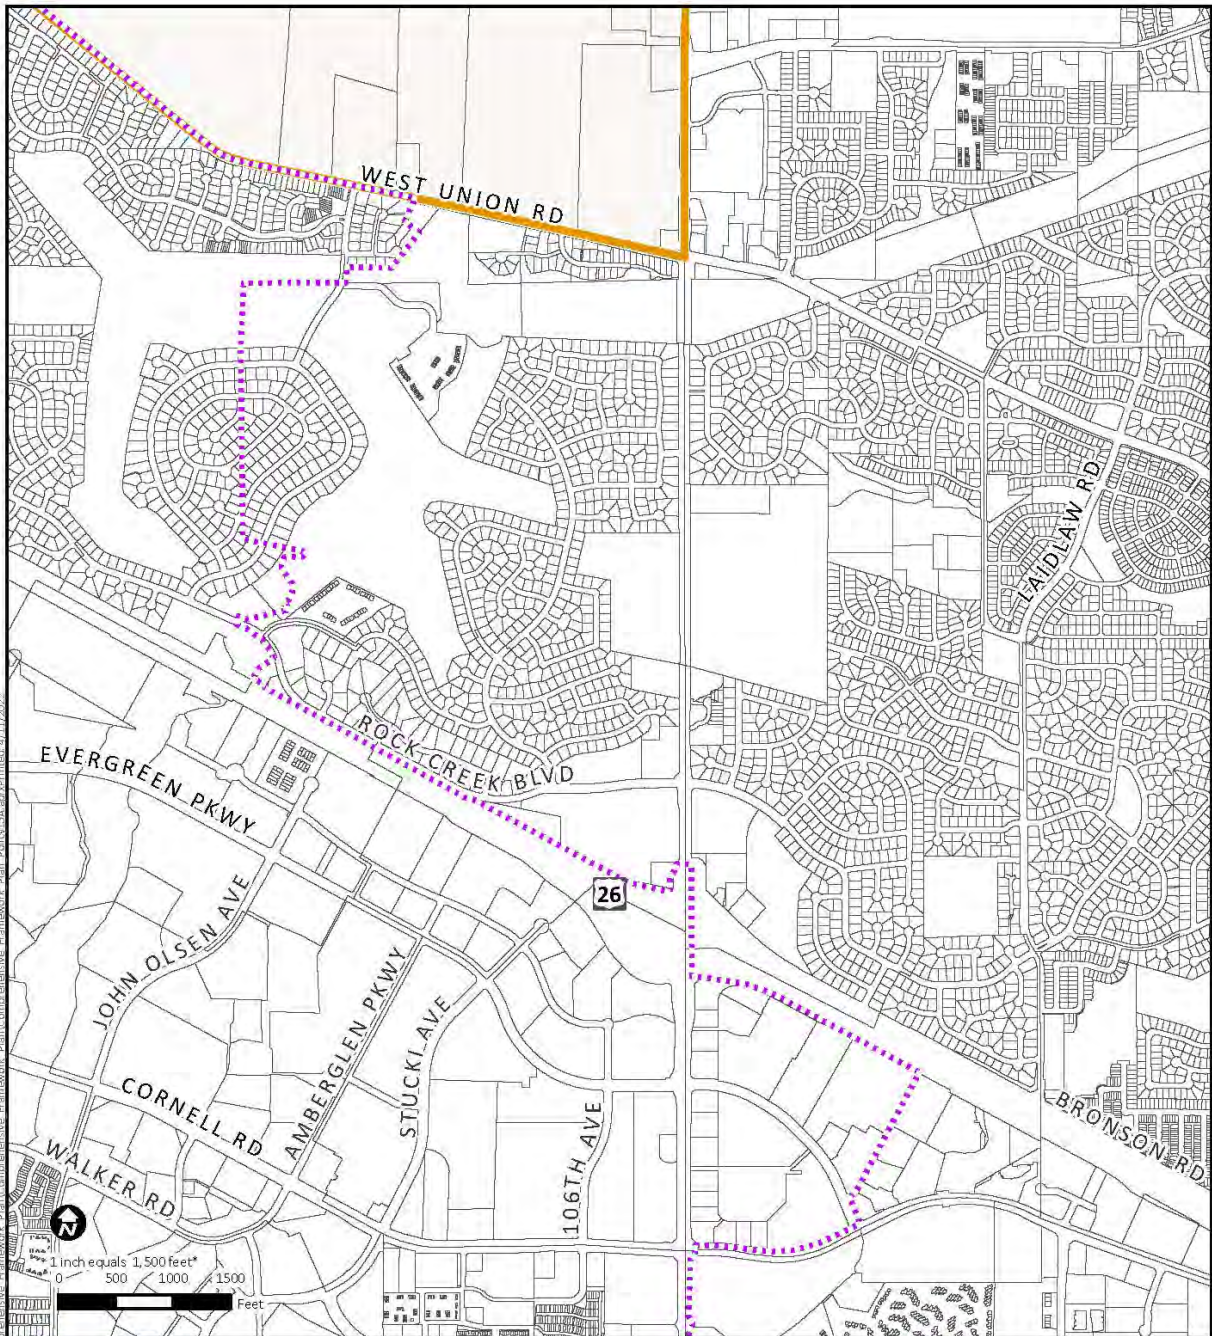 WEST UNION RD
LAIDLAW RD
ROCK CREEK BLVD
EVERGREEN PKWY
26
JOHN OLSEN AVE
AMBERGLEN PKWY
STUCKI AVE
CORNELL RD
106TH AVE
BRONSON RD
WALKER RD
N
1 inch equals 1,500 feet*
0 500 1000 1500
Feet